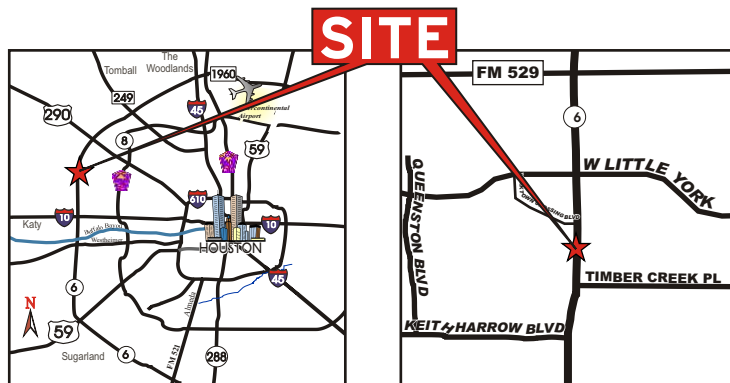 SITE
The
Woodlands
Tomball
1960
249
45
290
Airport
8
59
610
Katy
10
Buffalo Bayou
Westheimer
10
HOUSTON
45
6
N
Almeda
59
FM 521
Sugarland
6
288
FM 529
6
W LITTLE YORK
QUEENSTON BLVD
TIMBER CREEK PL
KEITH HARROW BLVD